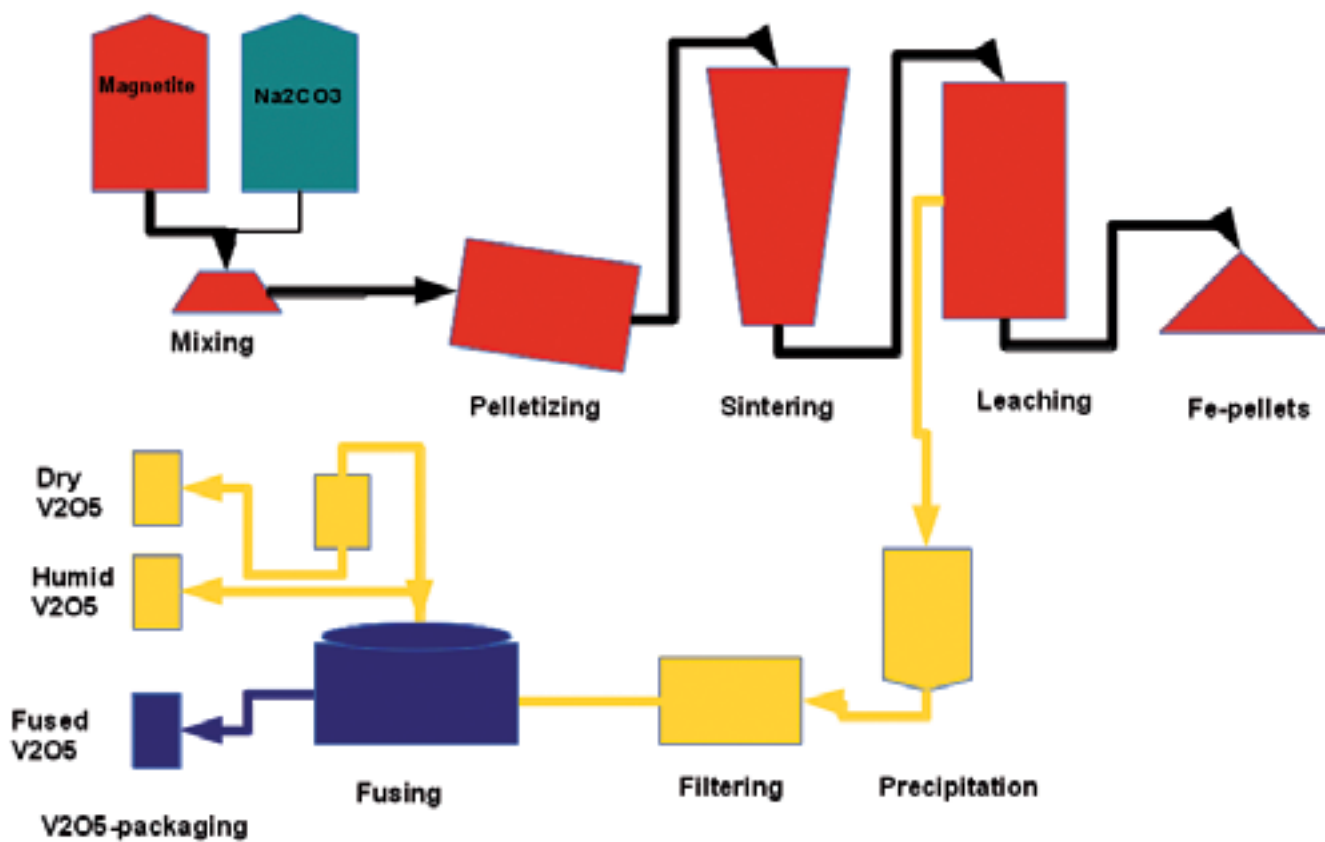 Magnetite
Na2CO3
Mixing
Pelletizing
Sintering
Leaching
Fe-pellets
Dry
V2O5
Humid
V2O5
Fused
V2O5
Fusing
Filtering
Precipitation
V2O5-packaging